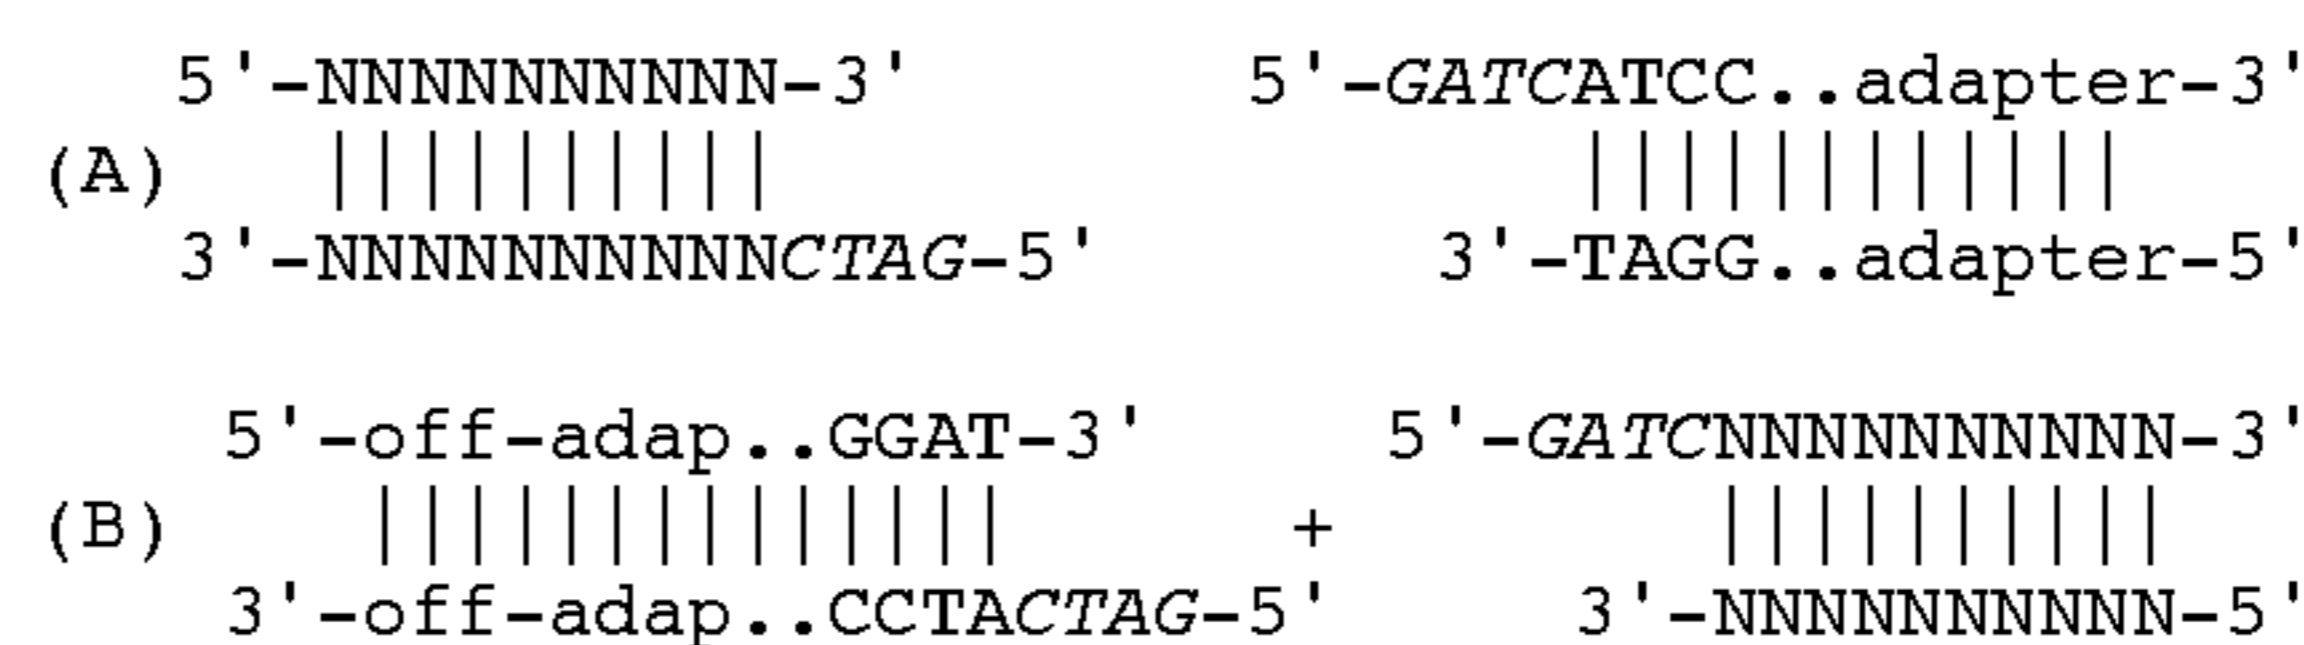 5'-NNNNNNNNNN-3' 5'-GATCATCC..adapter-3'
(A) |||||||||| ||||||||||||
3'-NNNNNNNNNNCTAG-5' 3'-TAGG..adapter-5'
5'-off-adap..GGAT-3' 5'-GATCNNNNNNNNNN-3'
(B) |||||||||||||| + ||||||||||
3'-off-adap..CCTACTAG-5' 3'-NNNNNNNNNN-5'